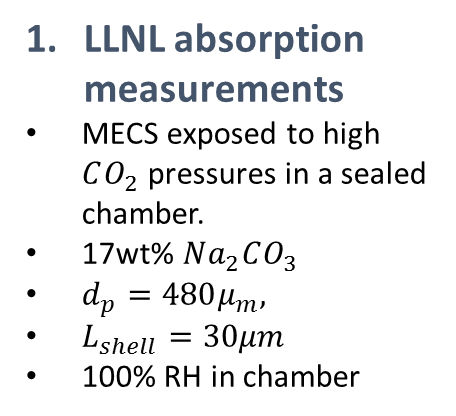 1. LLNL absorption
measurements
• MECS exposed to high
CO₂ pressures in a sealed
chamber.
• 17wt% Na₂CO₃
• dₚ = 480μₘ,
• Lₛₕₑₗₗ = 30μm
• 100% RH in chamber